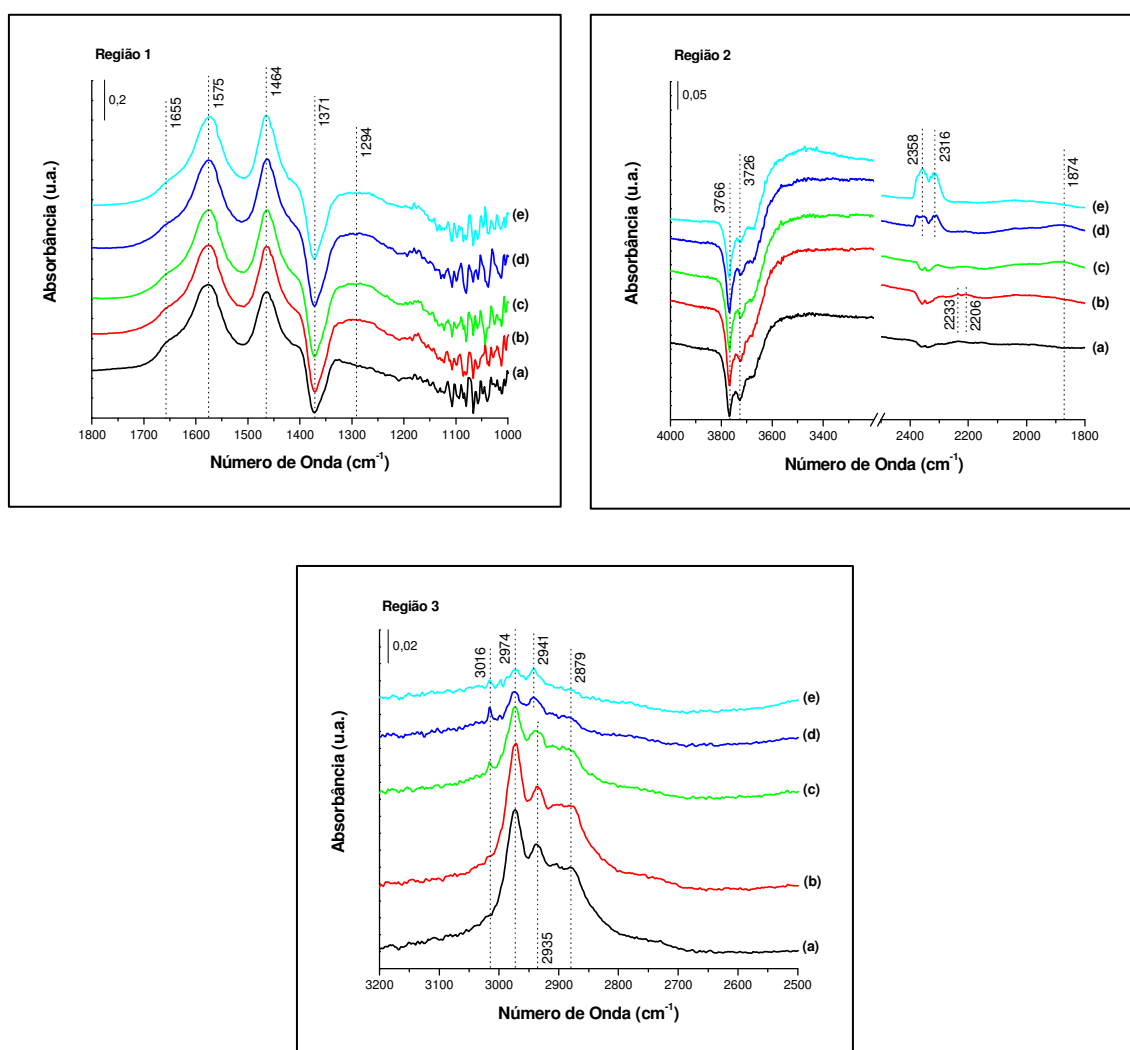 Região 1
0,2
1655
1575
1464
1371
1294
(e)
(d)
(c)
(b)
(a)
Absorbância (u.a.)
1800 1700 1600 1500 1400 1300 1200 1100 1000
Número de Onda (cm⁻¹)
Região 2
0,05
3766
3726
2358
2316
1874
2233
2206
(e)
(d)
(c)
(b)
(a)
Absorbância (u.a.)
4000 3800 3600 3400 2400 2200 2000 1800
Número de Onda (cm⁻¹)
Região 3
0,02
3016
2974
2941
2879
2935
(e)
(d)
(c)
(b)
(a)
Absorbância (u.a.)
3200 3100 3000 2900 2800 2700 2600 2500
Número de Onda (cm⁻¹)